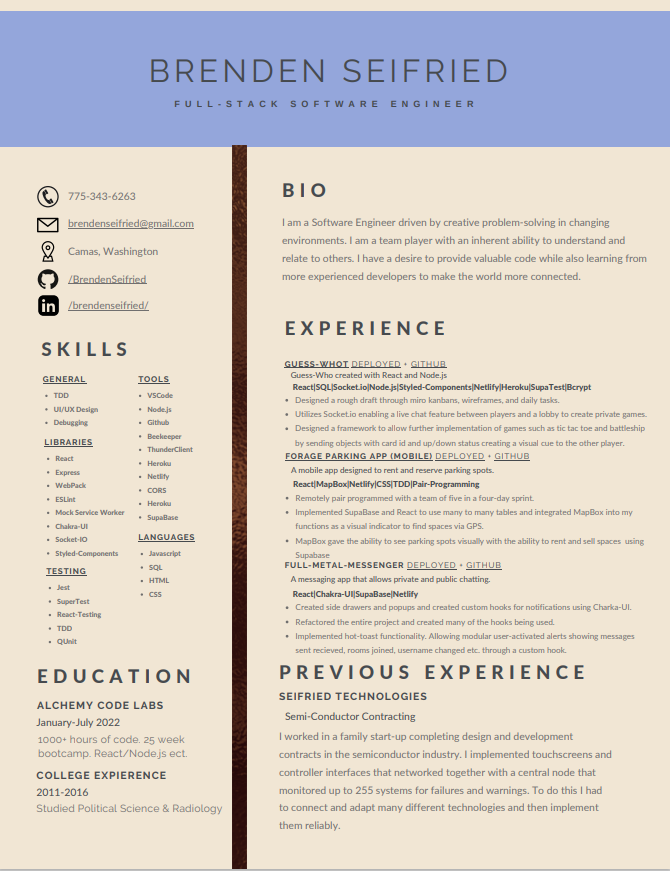 BRENDEN SEIFRIED
FULL-STACK SOFTWARE ENGINEER
775-343-6263
brendenseifried@gmail.com
Camas, Washington
/BrendenSeifried
/brendenseifried/
SKILLS
GENERAL
• TDD
• UI/UX Design
• Debugging
LIBRARIES
• React
• Express
• WebPack
• ESLint
• Mock Service Worker
• Chakra-UI
• Socket-IO
• Styled-Components
TESTING
• Jest
• SuperTest
• React-Testing
• TDD
• QUnit
TOOLS
• VSCode
• Node.js
• Github
• Beekeeper
• ThunderClient
• Heroku
• Netlify
• CORS
• Heroku
• SupaBase
LANGUAGES
• Javascript
• SQL
• HTML
• CSS
EDUCATION
ALCHEMY CODE LABS
January-July 2022
1000+ hours of code. 25 week
bootcamp. React/Node.js ect.
COLLEGE EXPIERENCE
2011-2016
Studied Political Science & Radiology
BIO
I am a Software Engineer driven by creative problem-solving in changing
environments. I am a team player with an inherent ability to understand and
relate to others. I have a desire to provide valuable code while also learning from
more experienced developers to make the world more connected.
EXPERIENCE
GUESS-WHOT DEPLOYED • GITHUB
Guess-Who created with React and Node.js
React|SQL|Socket.io|Node.js|Styled-Components|Netlify|Heroku|SupaTest|Bcrypt
• Designed a rough draft through miro kanbans, wireframes, and daily tasks.
• Utilizes Socket.io enabling a live chat feature between players and a lobby to create private games.
• Designed a framework to allow further implementation of games such as tic tac toe and battleship
by sending objects with card id and up/down status creating a visual cue to the other player.
FORAGE PARKING APP (MOBILE) DEPLOYED • GITHUB
A mobile app designed to rent and reserve parking spots.
React|MapBox|Netlify|CSS|TDD|Pair-Programming
• Remotely pair programmed with a team of five in a four-day sprint.
• Implemented SupaBase and React to use many to many tables and integrated MapBox into my
functions as a visual indicator to find spaces via GPS.
• MapBox gave the ability to see parking spots visually with the ability to rent and sell spaces using
Supabase
FULL-METAL-MESSENGER DEPLOYED • GITHUB
A messaging app that allows private and public chatting.
React|Chakra-UI|SupaBase|Netlify
• Created side drawers and popups and created custom hooks for notifications using Charka-UI.
• Refactored the entire project and created many of the hooks being used.
• Implemented hot-toast functionality. Allowing modular user-activated alerts showing messages
sent recieved, rooms joined, username changed etc. through a custom hook.
PREVIOUS EXPERIENCE
SEIFRIED TECHNOLOGIES
Semi-Conductor Contracting
I worked in a family start-up completing design and development
contracts in the semiconductor industry. I implemented touchscreens and
controller interfaces that networked together with a central node that
monitored up to 255 systems for failures and warnings. To do this I had
to connect and adapt many different technologies and then implement
them reliably.